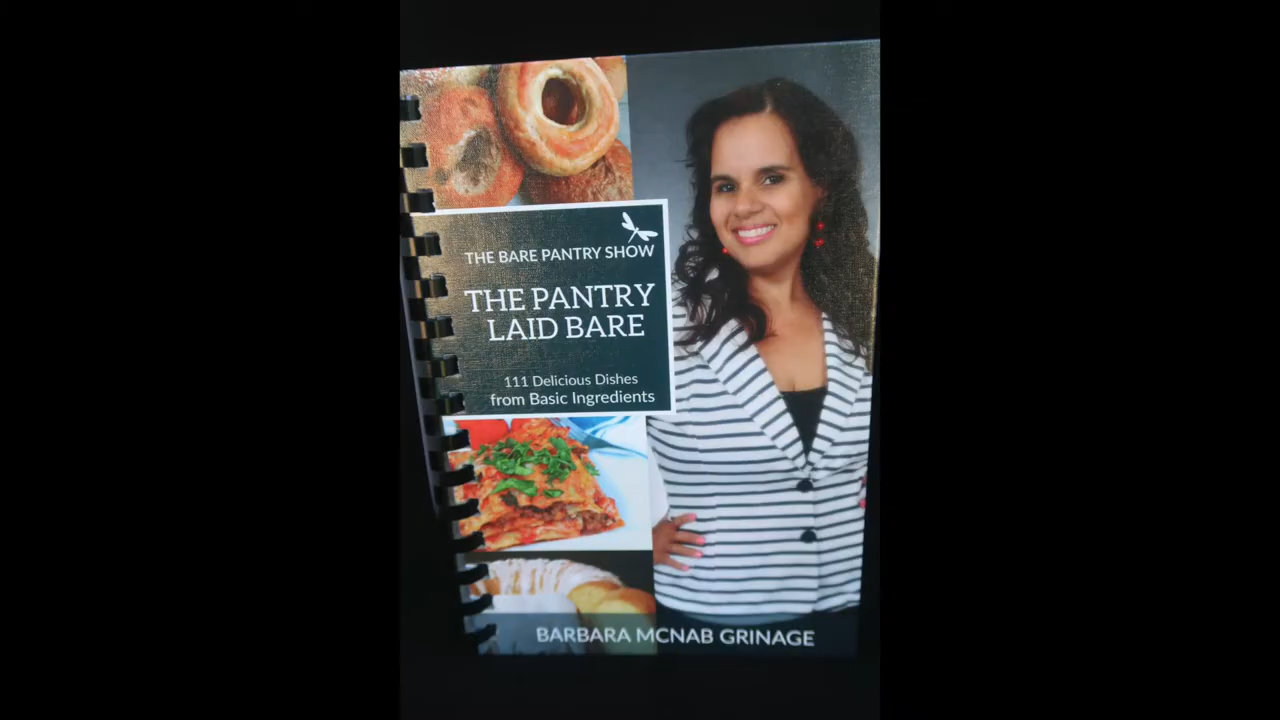 THE BARE PANTRY SHOW
THE PANTRY
LAID BARE
111 Delicious Dishes
from Basic Ingredients
BARBARA MCNAB GRINAGE